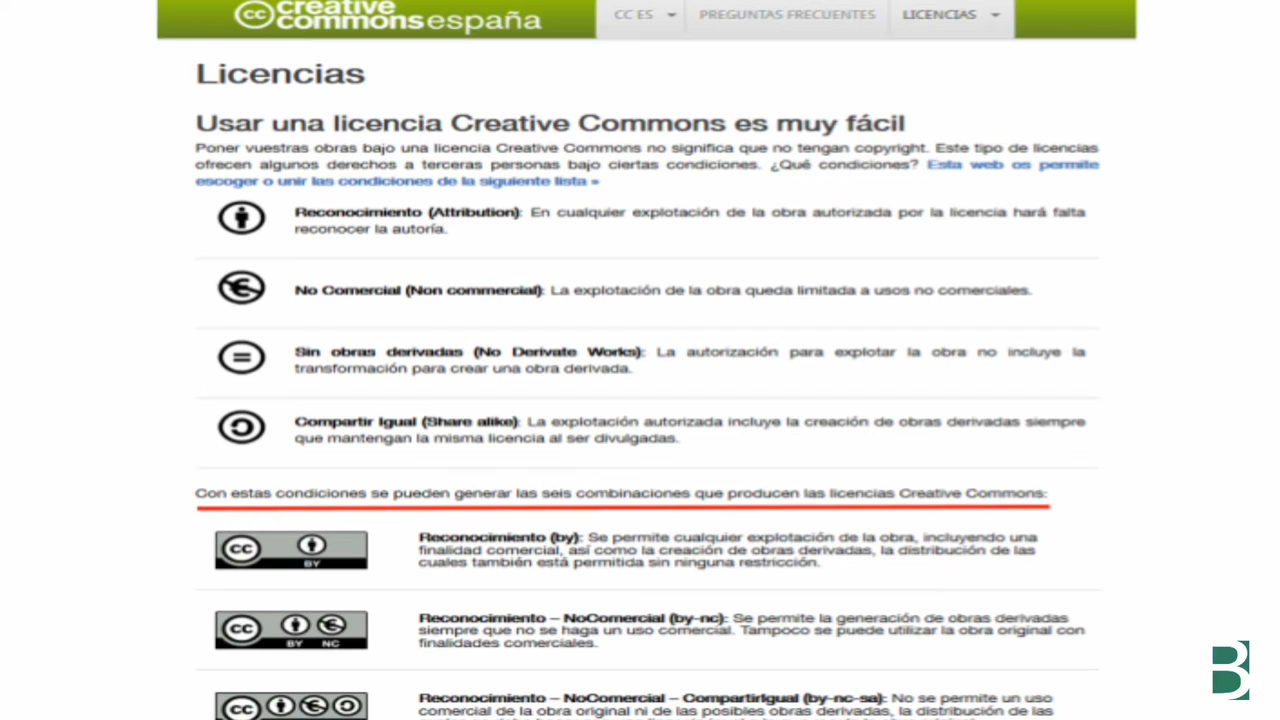 creative
commons españa
CC ES PREGUNTAS FRECUENTES LICENCIAS
Licencias
Usar una licencia Creative Commons es muy fácil
Poner vuestras obras bajo una licencia Creative Commons no significa que no tengan copyright. Este tipo de licencias
ofrecen algunos derechos a terceras personas bajo ciertas condiciones. ¿Qué condiciones? Esta web os permite
escoger o unir las condiciones de la siguiente lista »
Reconocimiento (Attribution): En cualquier explotación de la obra autorizada por la licencia hará falta
reconocer la autoría.
No Comercial (Non commercial): La explotación de la obra queda limitada a usos no comerciales.
Sin obras derivadas (No Derivate Works): La autorización para explotar la obra no incluye la
transformación para crear una obra derivada.
Compartir Igual (Share alike): La explotación autorizada incluye la creación de obras derivadas siempre
que mantengan la misma licencia al ser divulgadas.
Con estas condiciones se pueden generar las seis combinaciones que producen las licencias Creative Commons:
CC BY
Reconocimiento (by): Se permite cualquier explotación de la obra, incluyendo una
finalidad comercial, así como la creación de obras derivadas, la distribución de las
cuales también está permitida sin ninguna restricción.
CC BY NC
Reconocimiento – NoComercial (by-nc): Se permite la generación de obras derivadas
siempre que no se haga un uso comercial. Tampoco se puede utilizar la obra original con
finalidades comerciales.
CC
Reconocimiento – NoComercial – CompartirIgual (by-nc-sa): No se permite un uso
comercial de la obra original ni de las posibles obras derivadas, la distribución de las
B